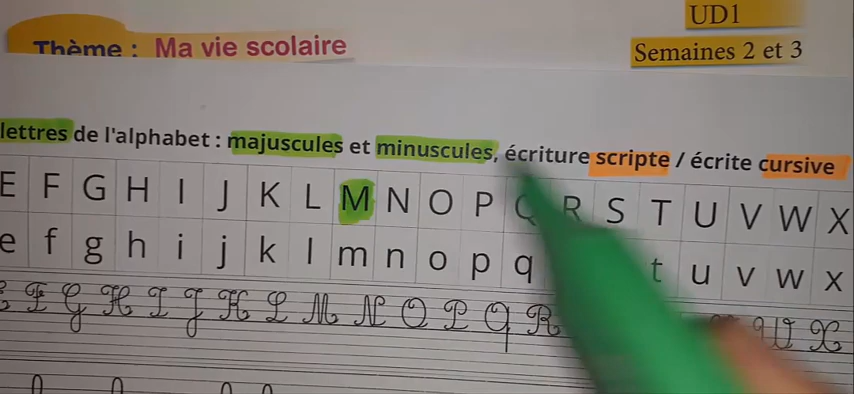 UD1
Thème : Ma vie scolaire
Semaines 2 et 3
lettres de l'alphabet : majuscules et minuscules, écriture scripte / écrite cursive
E F G H I J K L M N O P Q R S T U V W X
e f g h i j k l m n o p q t u v w x
E F G H I J K L M N O P Q R W X